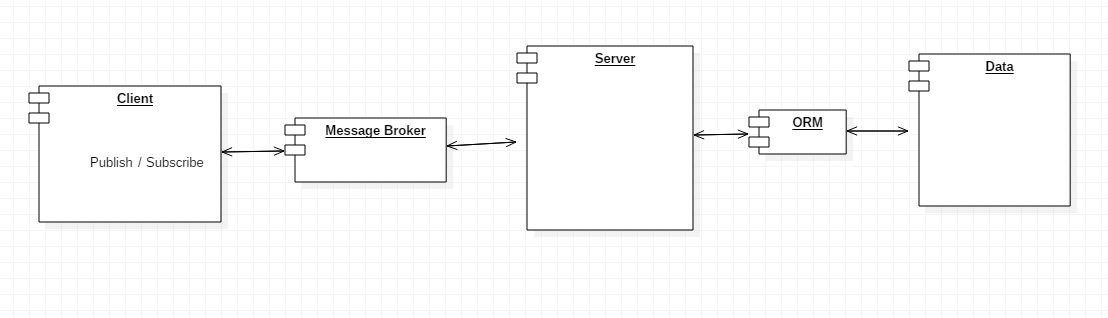 Client
Publish / Subscribe
Message Broker
Server
ORM
Data